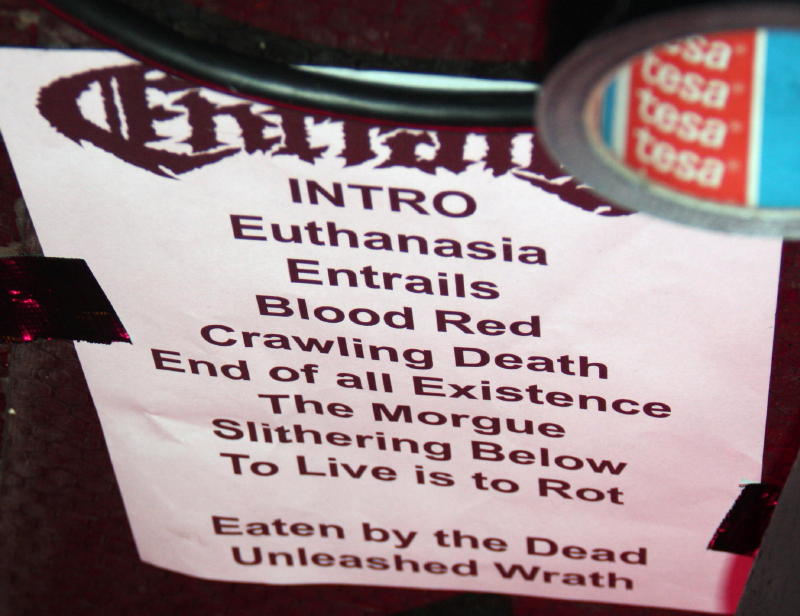 Entrails
INTRO
Euthanasia
Entrails
Blood Red
Crawling Death
End of all Existence
The Morgue
Slithering Below
To Live is to Rot
Eaten by the Dead
Unleashed Wrath
tesa
tesa
tesa
tesa